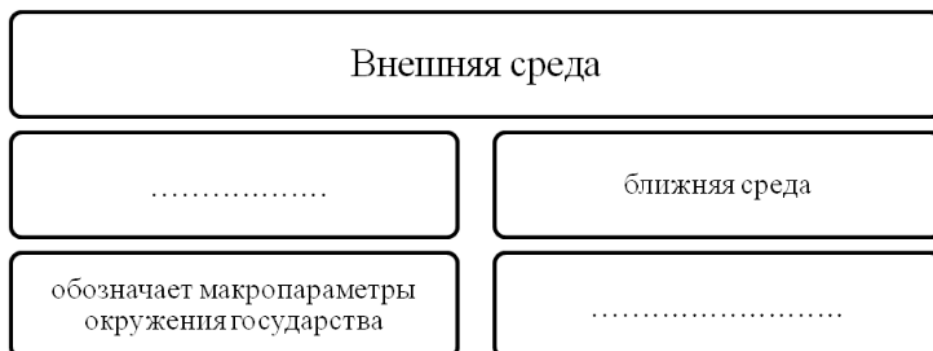 Внешняя среда
………………
ближняя среда
обозначает макропараметры
окружения государства
………………………